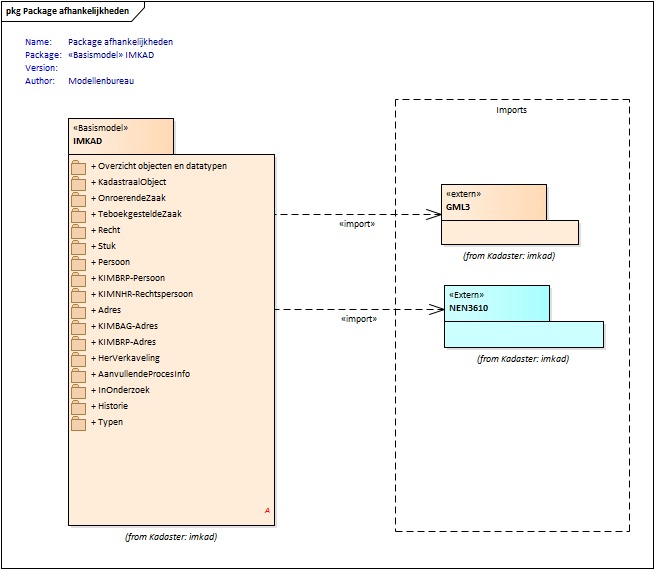 pkg Package afhankelijkheden
Name: Package afhankelijkheden
Package: «Basismodel» IMKAD
Version:
Author: Modellenbureau
«Basismodel»
IMKAD
+ Overzicht objecten en datatypen
+ KadastraalObject
+ OnroerendeZaak
+ TeboekgesteldeZaak
+ Recht
+ Stuk
+ Persoon
+ KIMBRP-Persoon
+ KIMNHR-Rechtspersoon
+ Adres
+ KIMBAG-Adres
+ KIMBRP-Adres
+ HerVerkaveling
+ AanvullendeProcesInfo
+ InOnderzoek
+ Historie
+ Typen
A
(from Kadaster: imkad)
«import»
«import»
Imports
«extern»
GML3
(from Kadaster: imkad)
«Extern»
NEN3610
(from Kadaster: imkad)